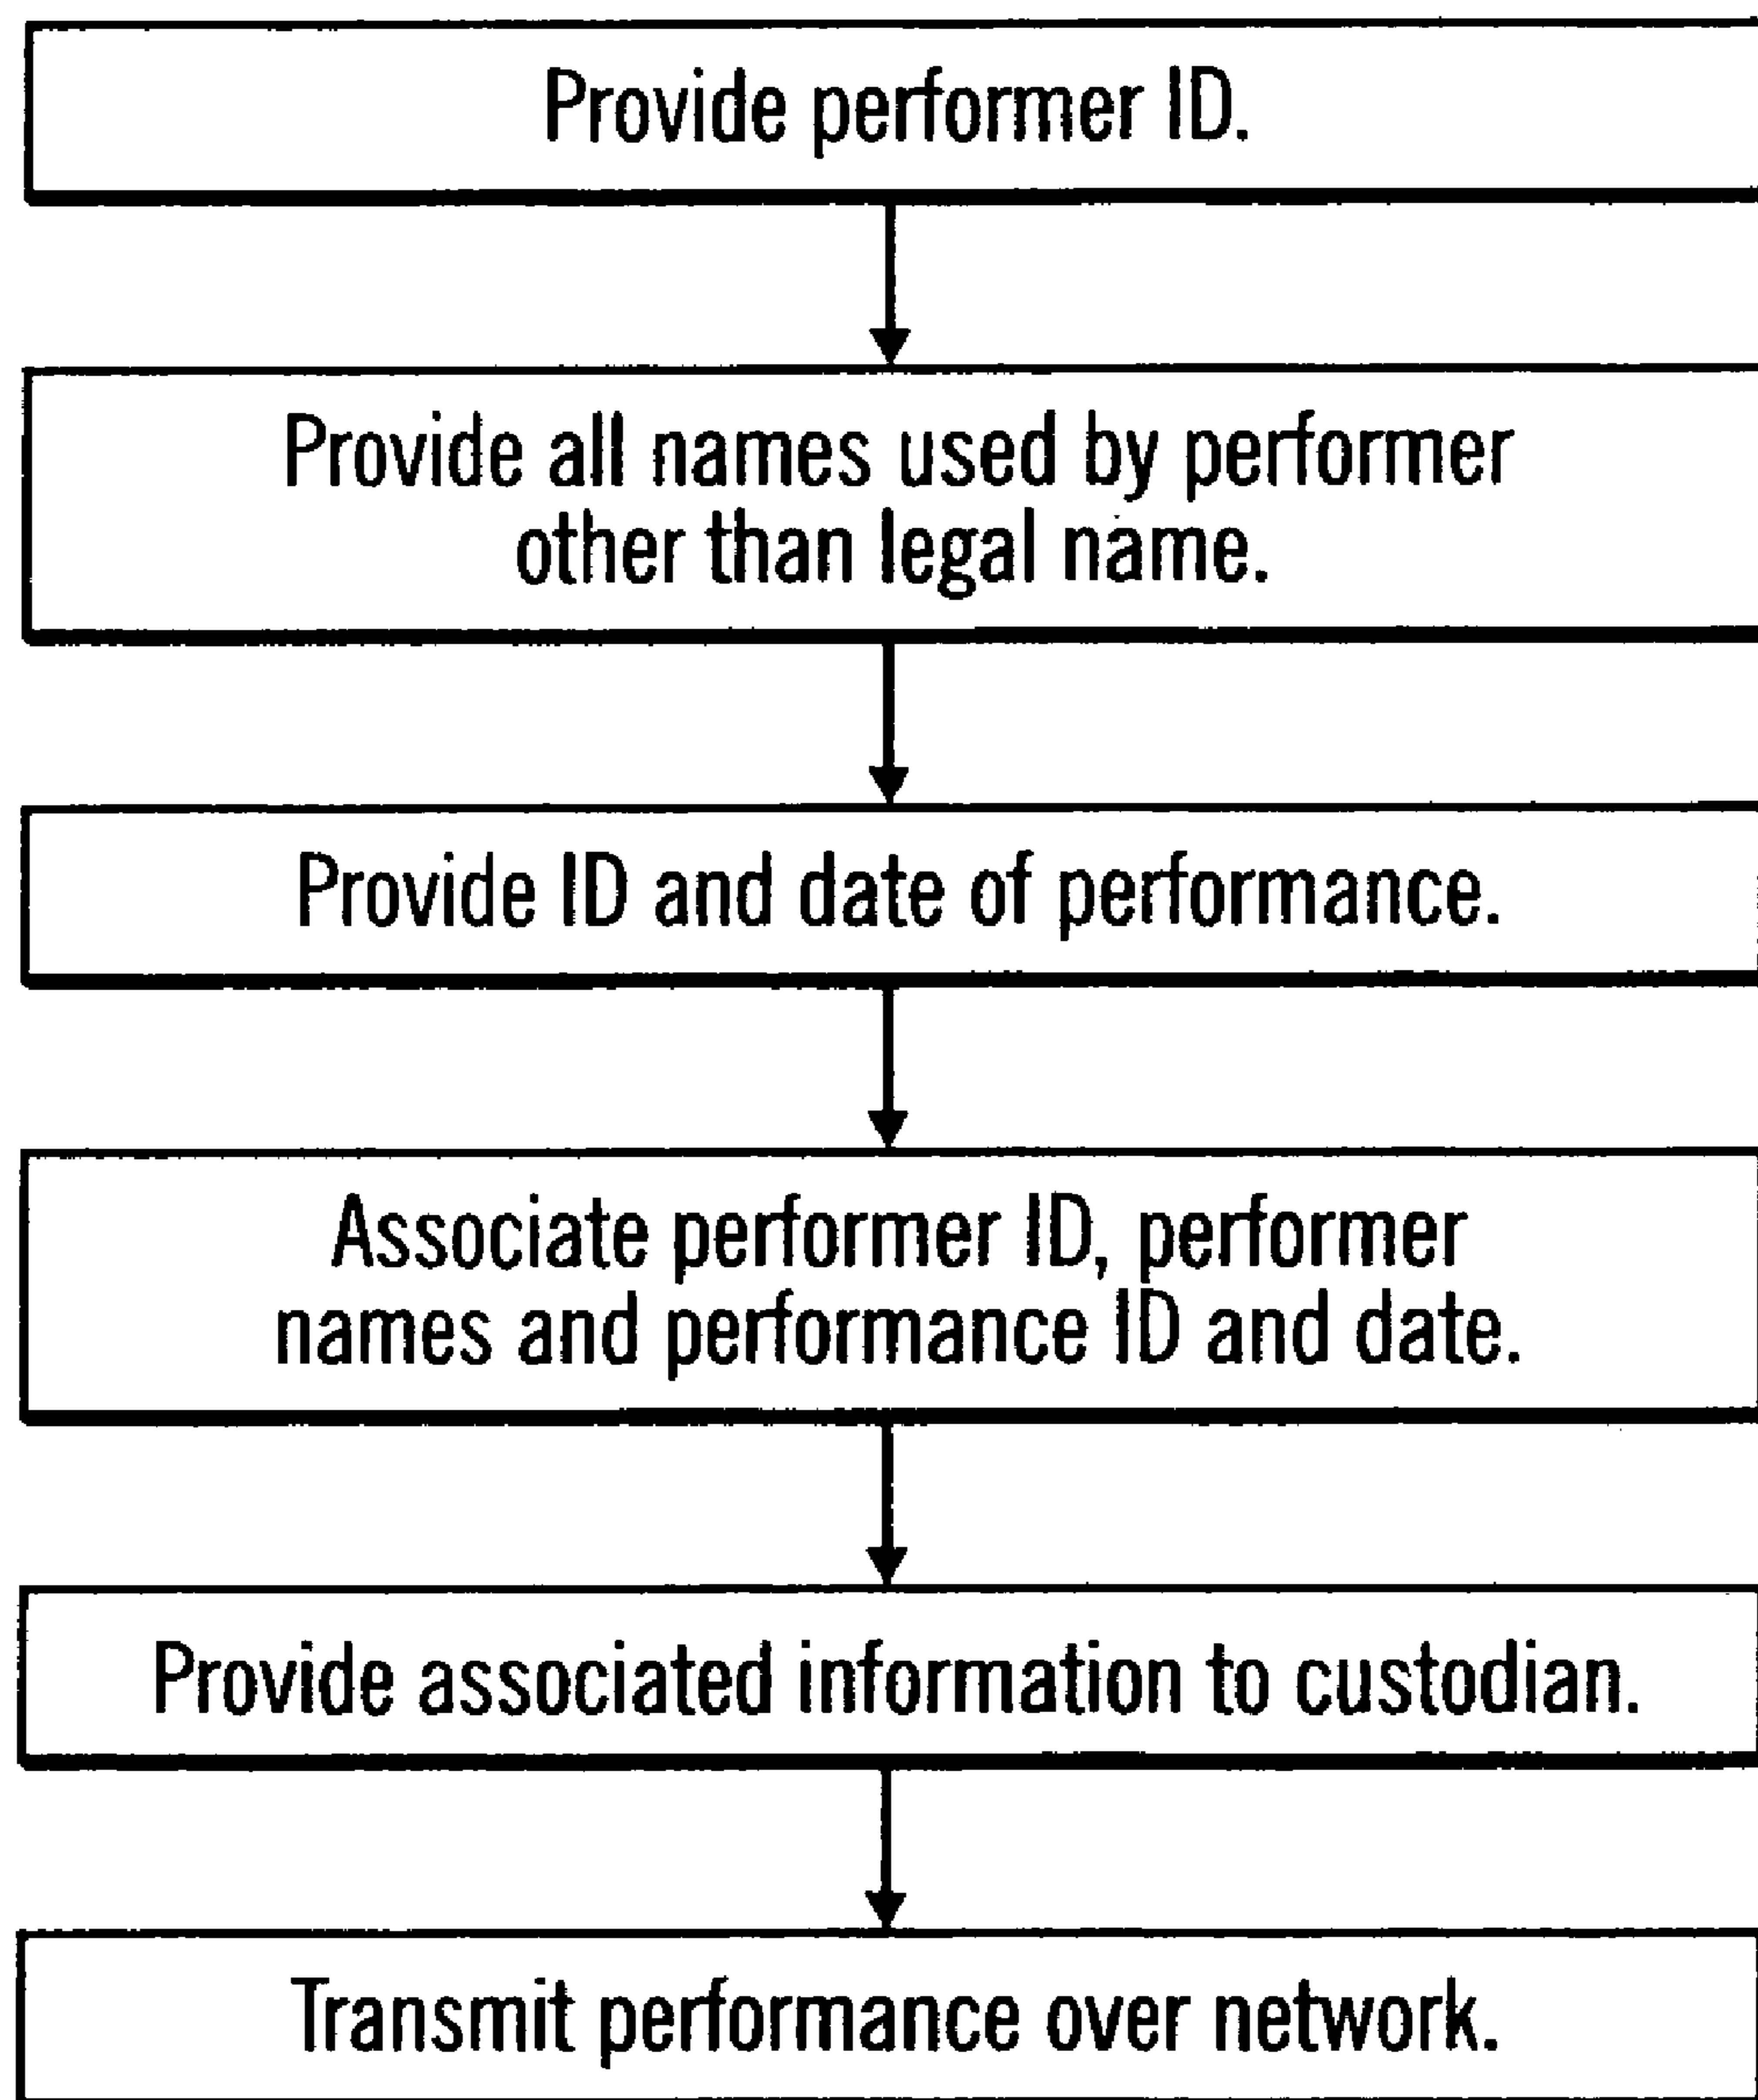 Provide performer ID.
Provide all names used by performer
other than legal name.
Provide ID and date of performance.
Associate performer ID, performer
names and performance ID and date.
Provide associated information to custodian.
Transmit performance over network.